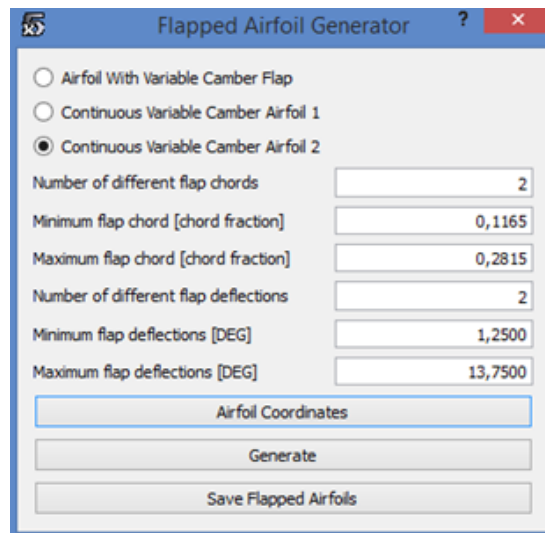 Flapped Airfoil Generator ? ×
Airfoil With Variable Camber Flap
Continuous Variable Camber Airfoil 1
Continuous Variable Camber Airfoil 2
Number of different flap chords 2
Minimum flap chord [chord fraction] 0,1165
Maximum flap chord [chord fraction] 0,2815
Number of different flap deflections 2
Minimum flap deflections [DEG] 1,2500
Maximum flap deflections [DEG] 13,7500
Airfoil Coordinates
Generate
Save Flapped Airfoils